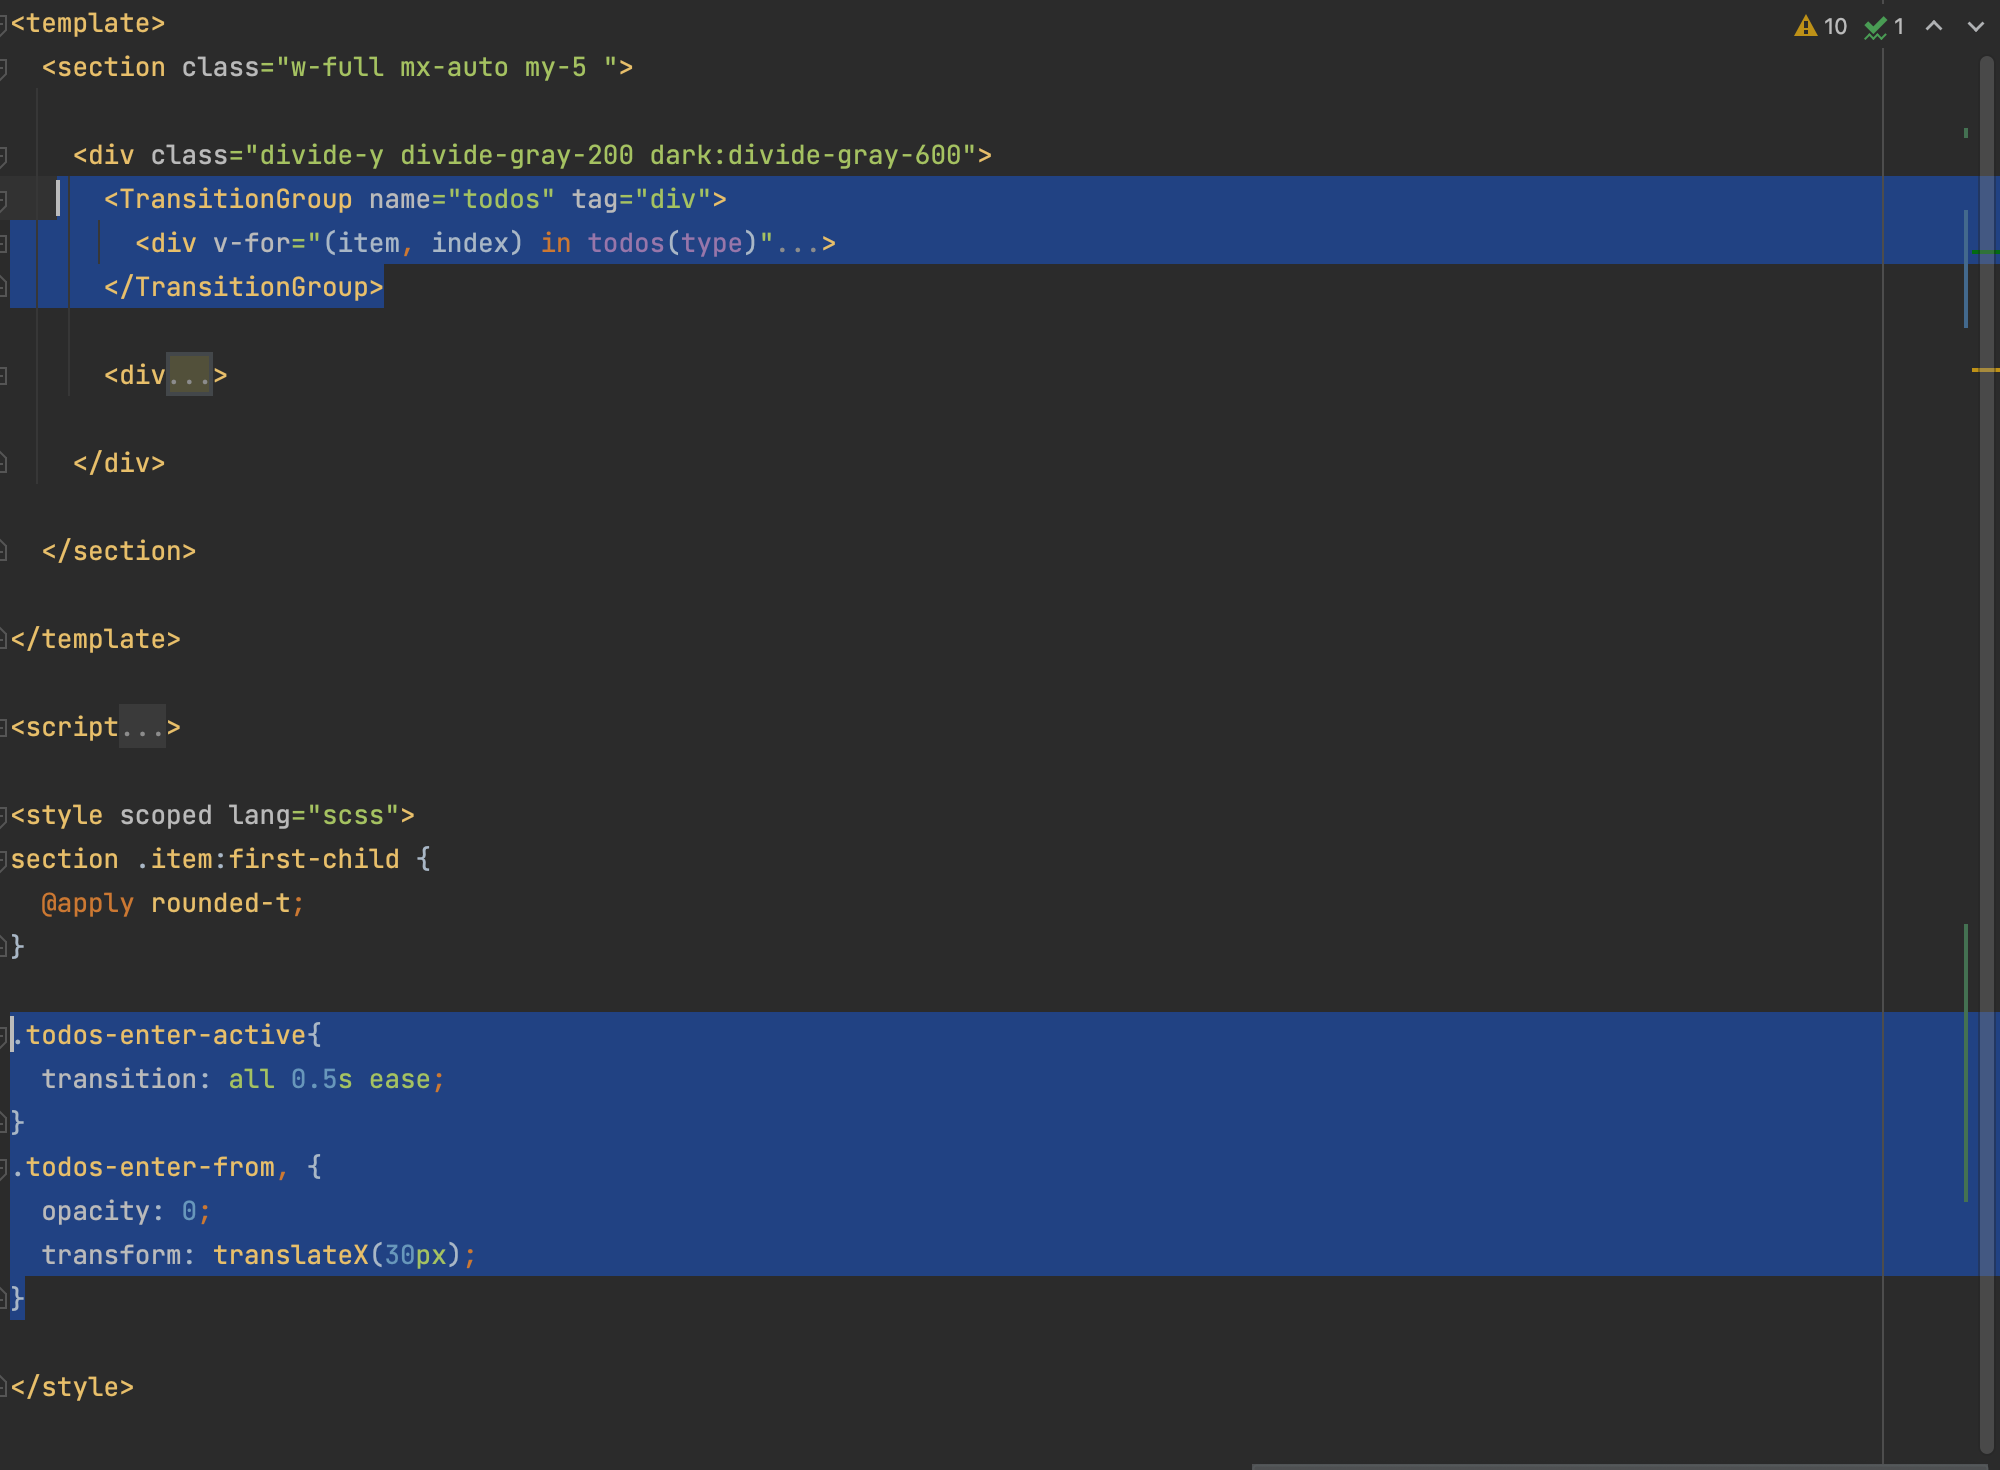 <template>
10 1
<section class="w-full mx-auto my-5 ">
<div class="divide-y divide-gray-200 dark:divide-gray-600">
<TransitionGroup name="todos" tag="div">
<div v-for="(item, index) in todos(type)"...>
</TransitionGroup>
<div...>
</div>
</section>
</template>
<script...>
<style scoped lang="scss">
section .item:first-child {
@apply rounded-t;
}
.todos-enter-active{
transition: all 0.5s ease;
}
.todos-enter-from, {
opacity: 0;
transform: translateX(30px);
}
</style>